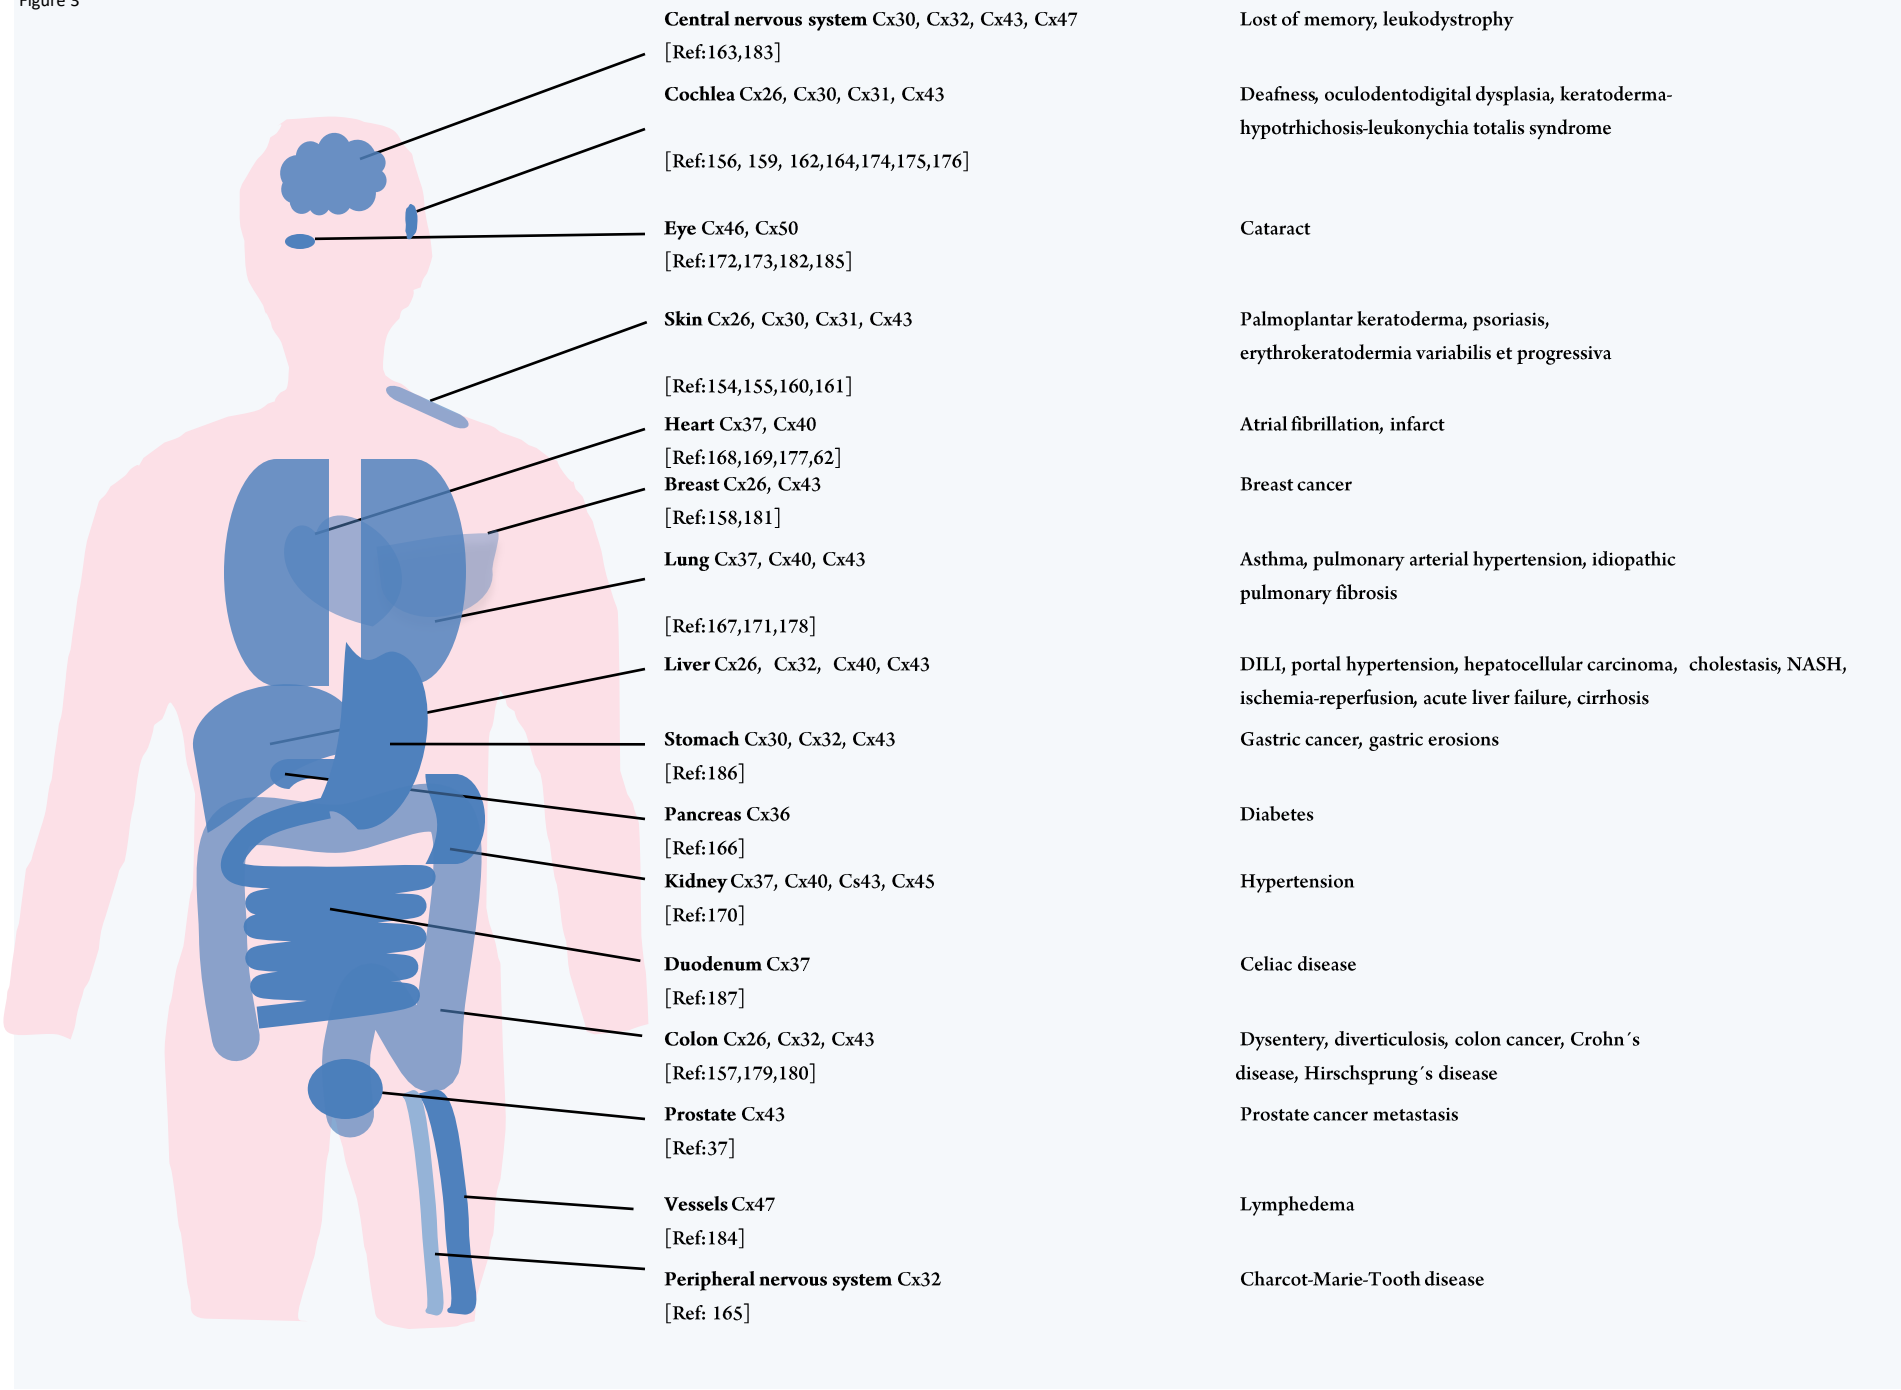 Figure 3
Central nervous system Cx30, Cx32, Cx43, Cx47
Lost of memory, leukodystrophy
[Ref:163,183]
Cochlea Cx26, Cx30, Cx31, Cx43
Deafness, oculodentodigital dysplasia, keratoderma-
hypotrhichosis-leukonychia totalis syndrome
[Ref:156, 159, 162,164,174,175,176]
Eye Cx46, Cx50
Cataract
[Ref:172,173,182,185]
Skin Cx26, Cx30, Cx31, Cx43
Palmoplantar keratoderma, psoriasis,
erythrokeratodermia variabilis et progressiva
[Ref:154,155,160,161]
Heart Cx37, Cx40
Atrial fibrillation, infarct
[Ref:168,169,177,62]
Breast Cx26, Cx43
Breast cancer
[Ref:158,181]
Lung Cx37, Cx40, Cx43
Asthma, pulmonary arterial hypertension, idiopathic
pulmonary fibrosis
[Ref:167,171,178]
Liver Cx26, Cx32, Cx40, Cx43
DILI, portal hypertension, hepatocellular carcinoma, cholestasis, NASH,
ischemia-reperfusion, acute liver failure, cirrhosis
Stomach Cx30, Cx32, Cx43
Gastric cancer, gastric erosions
[Ref:186]
Pancreas Cx36
Diabetes
[Ref:166]
Kidney Cx37, Cx40, Cs43, Cx45
Hypertension
[Ref:170]
Duodenum Cx37
Celiac disease
[Ref:187]
Colon Cx26, Cx32, Cx43
Dysentery, diverticulosis, colon cancer, Crohn´s
disease, Hirschsprung´s disease
[Ref:157,179,180]
Prostate Cx43
Prostate cancer metastasis
[Ref:37]
Vessels Cx47
Lymphedema
[Ref:184]
Peripheral nervous system Cx32
Charcot-Marie-Tooth disease
[Ref: 165]